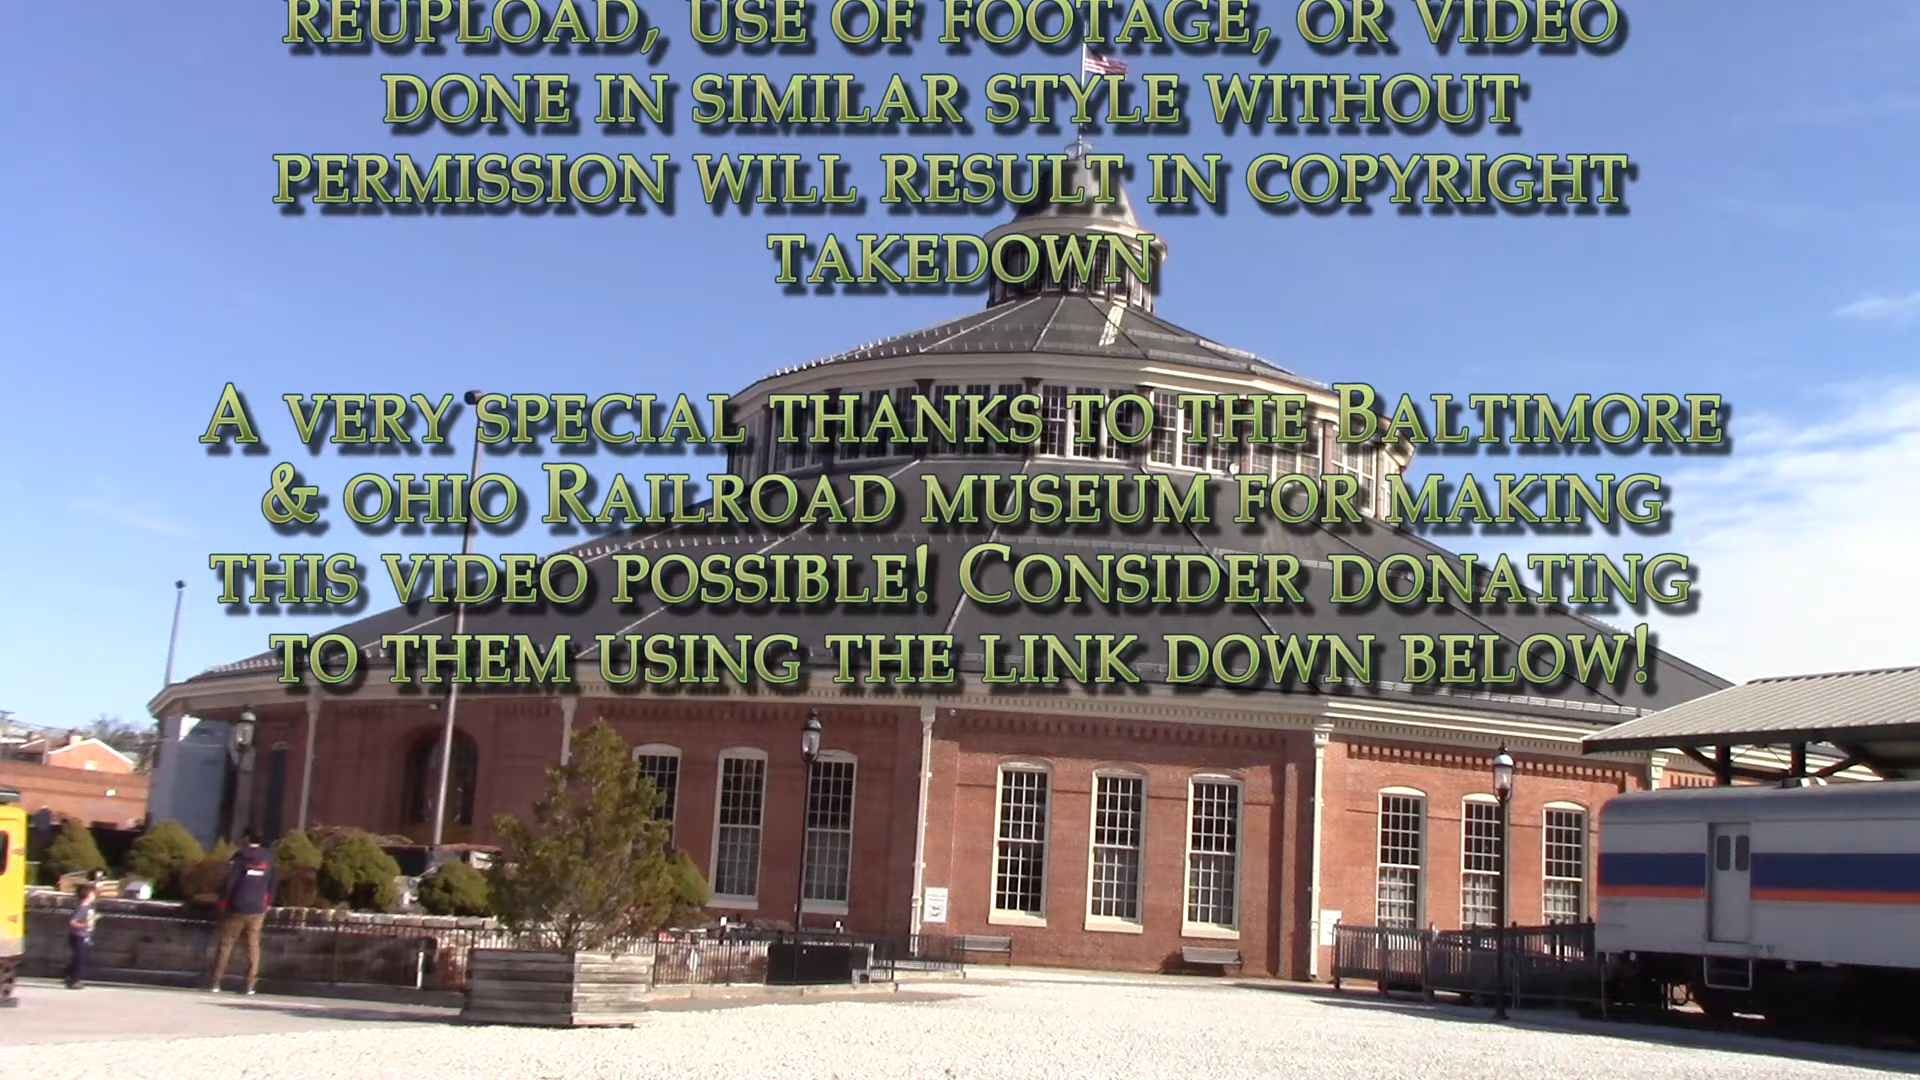 REUPLOAD, USE OF FOOTAGE, OR VIDEO
DONE IN SIMILAR STYLE WITHOUT
PERMISSION WILL RESULT IN COPYRIGHT
TAKEDOWN
A VERY SPECIAL THANKS TO THE BALTIMORE
& OHIO RAILROAD MUSEUM FOR MAKING
THIS VIDEO POSSIBLE! CONSIDER DONATING
TO THEM USING THE LINK DOWN BELOW!